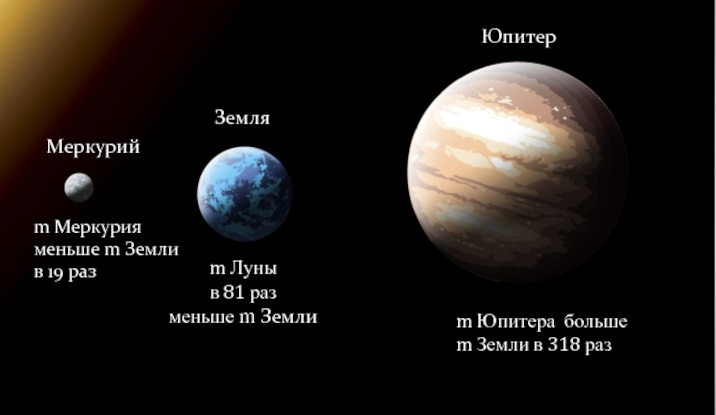 Меркурий
m Меркурия
меньше m Земли
в 19 раз
Земля
m Луны
в 81 раз
меньше m Земли
Юпитер
m Юпитера больше
m Земли в 318 раз